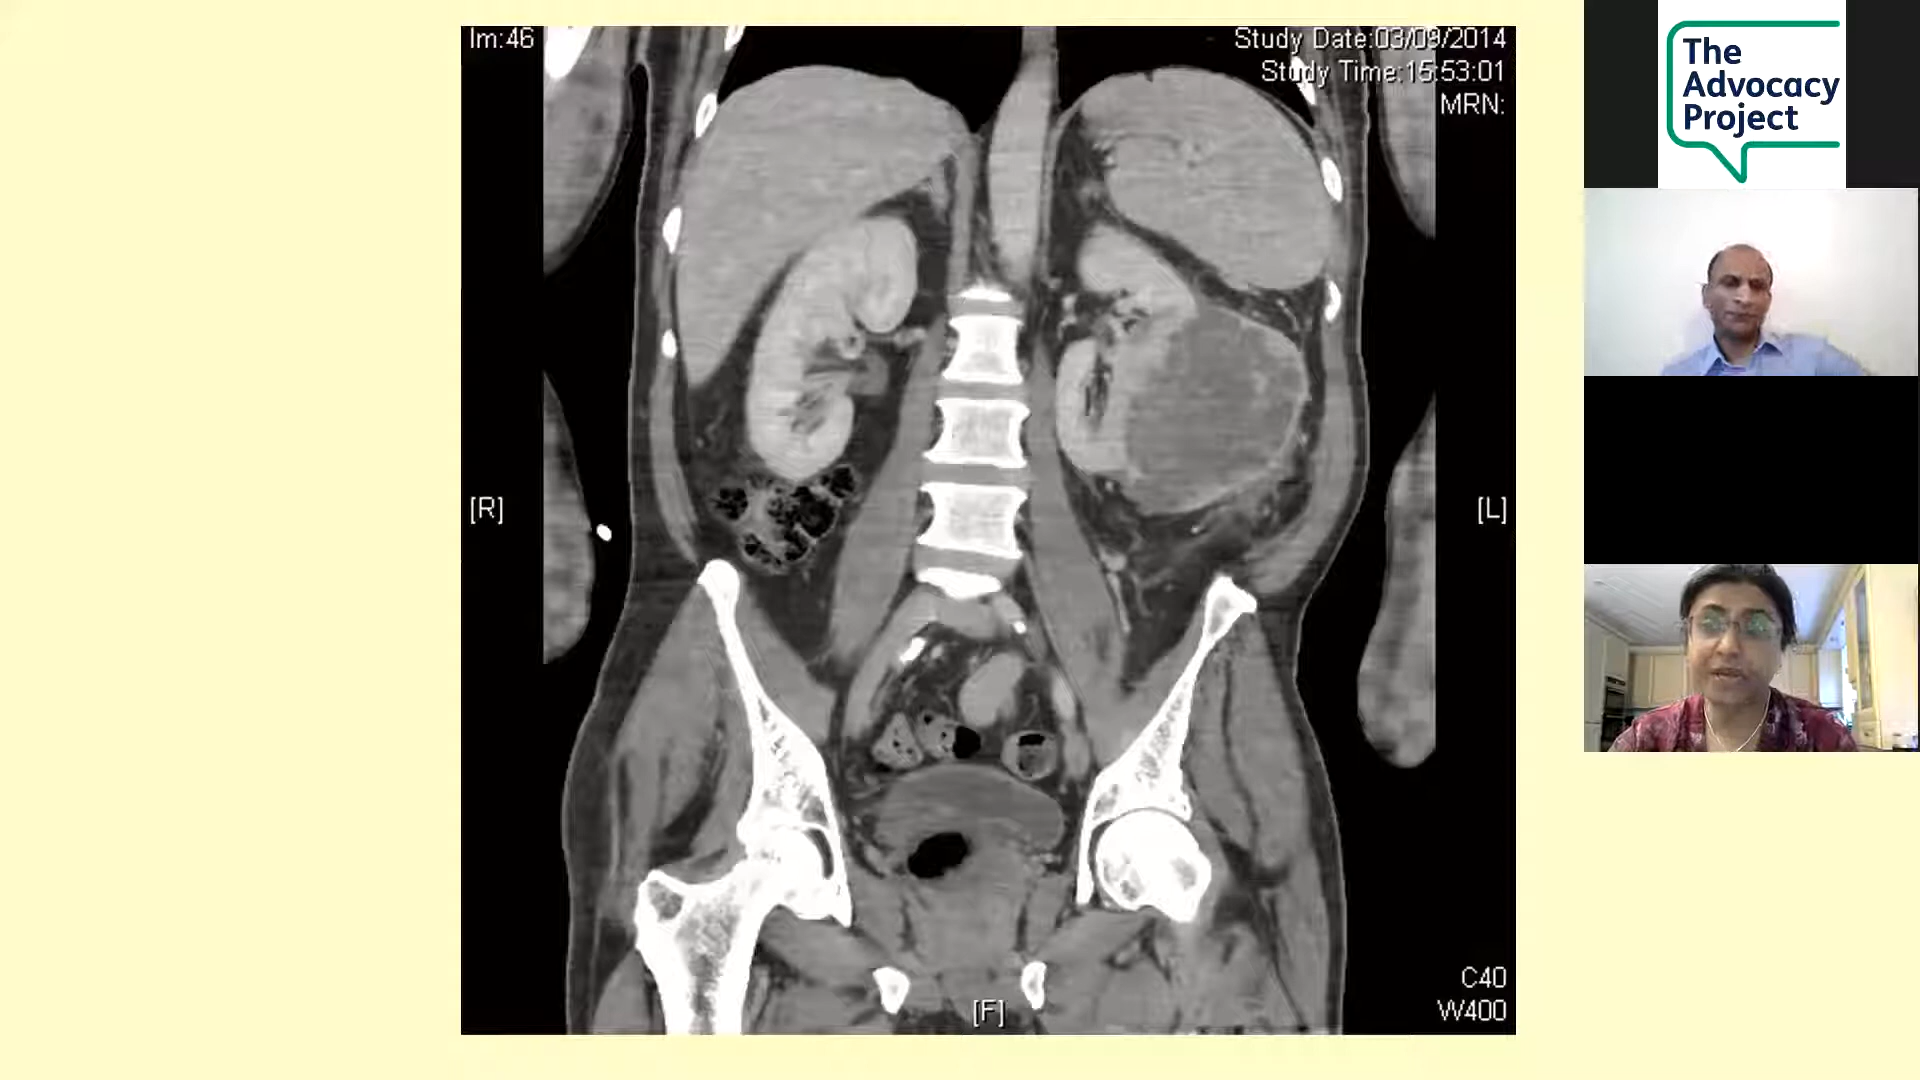 Im:46
Study Date:03/09/2014
Study Time:15:53:01
MRN:
[R]
[L]
C40
W400
[F]
The
Advocacy
Project